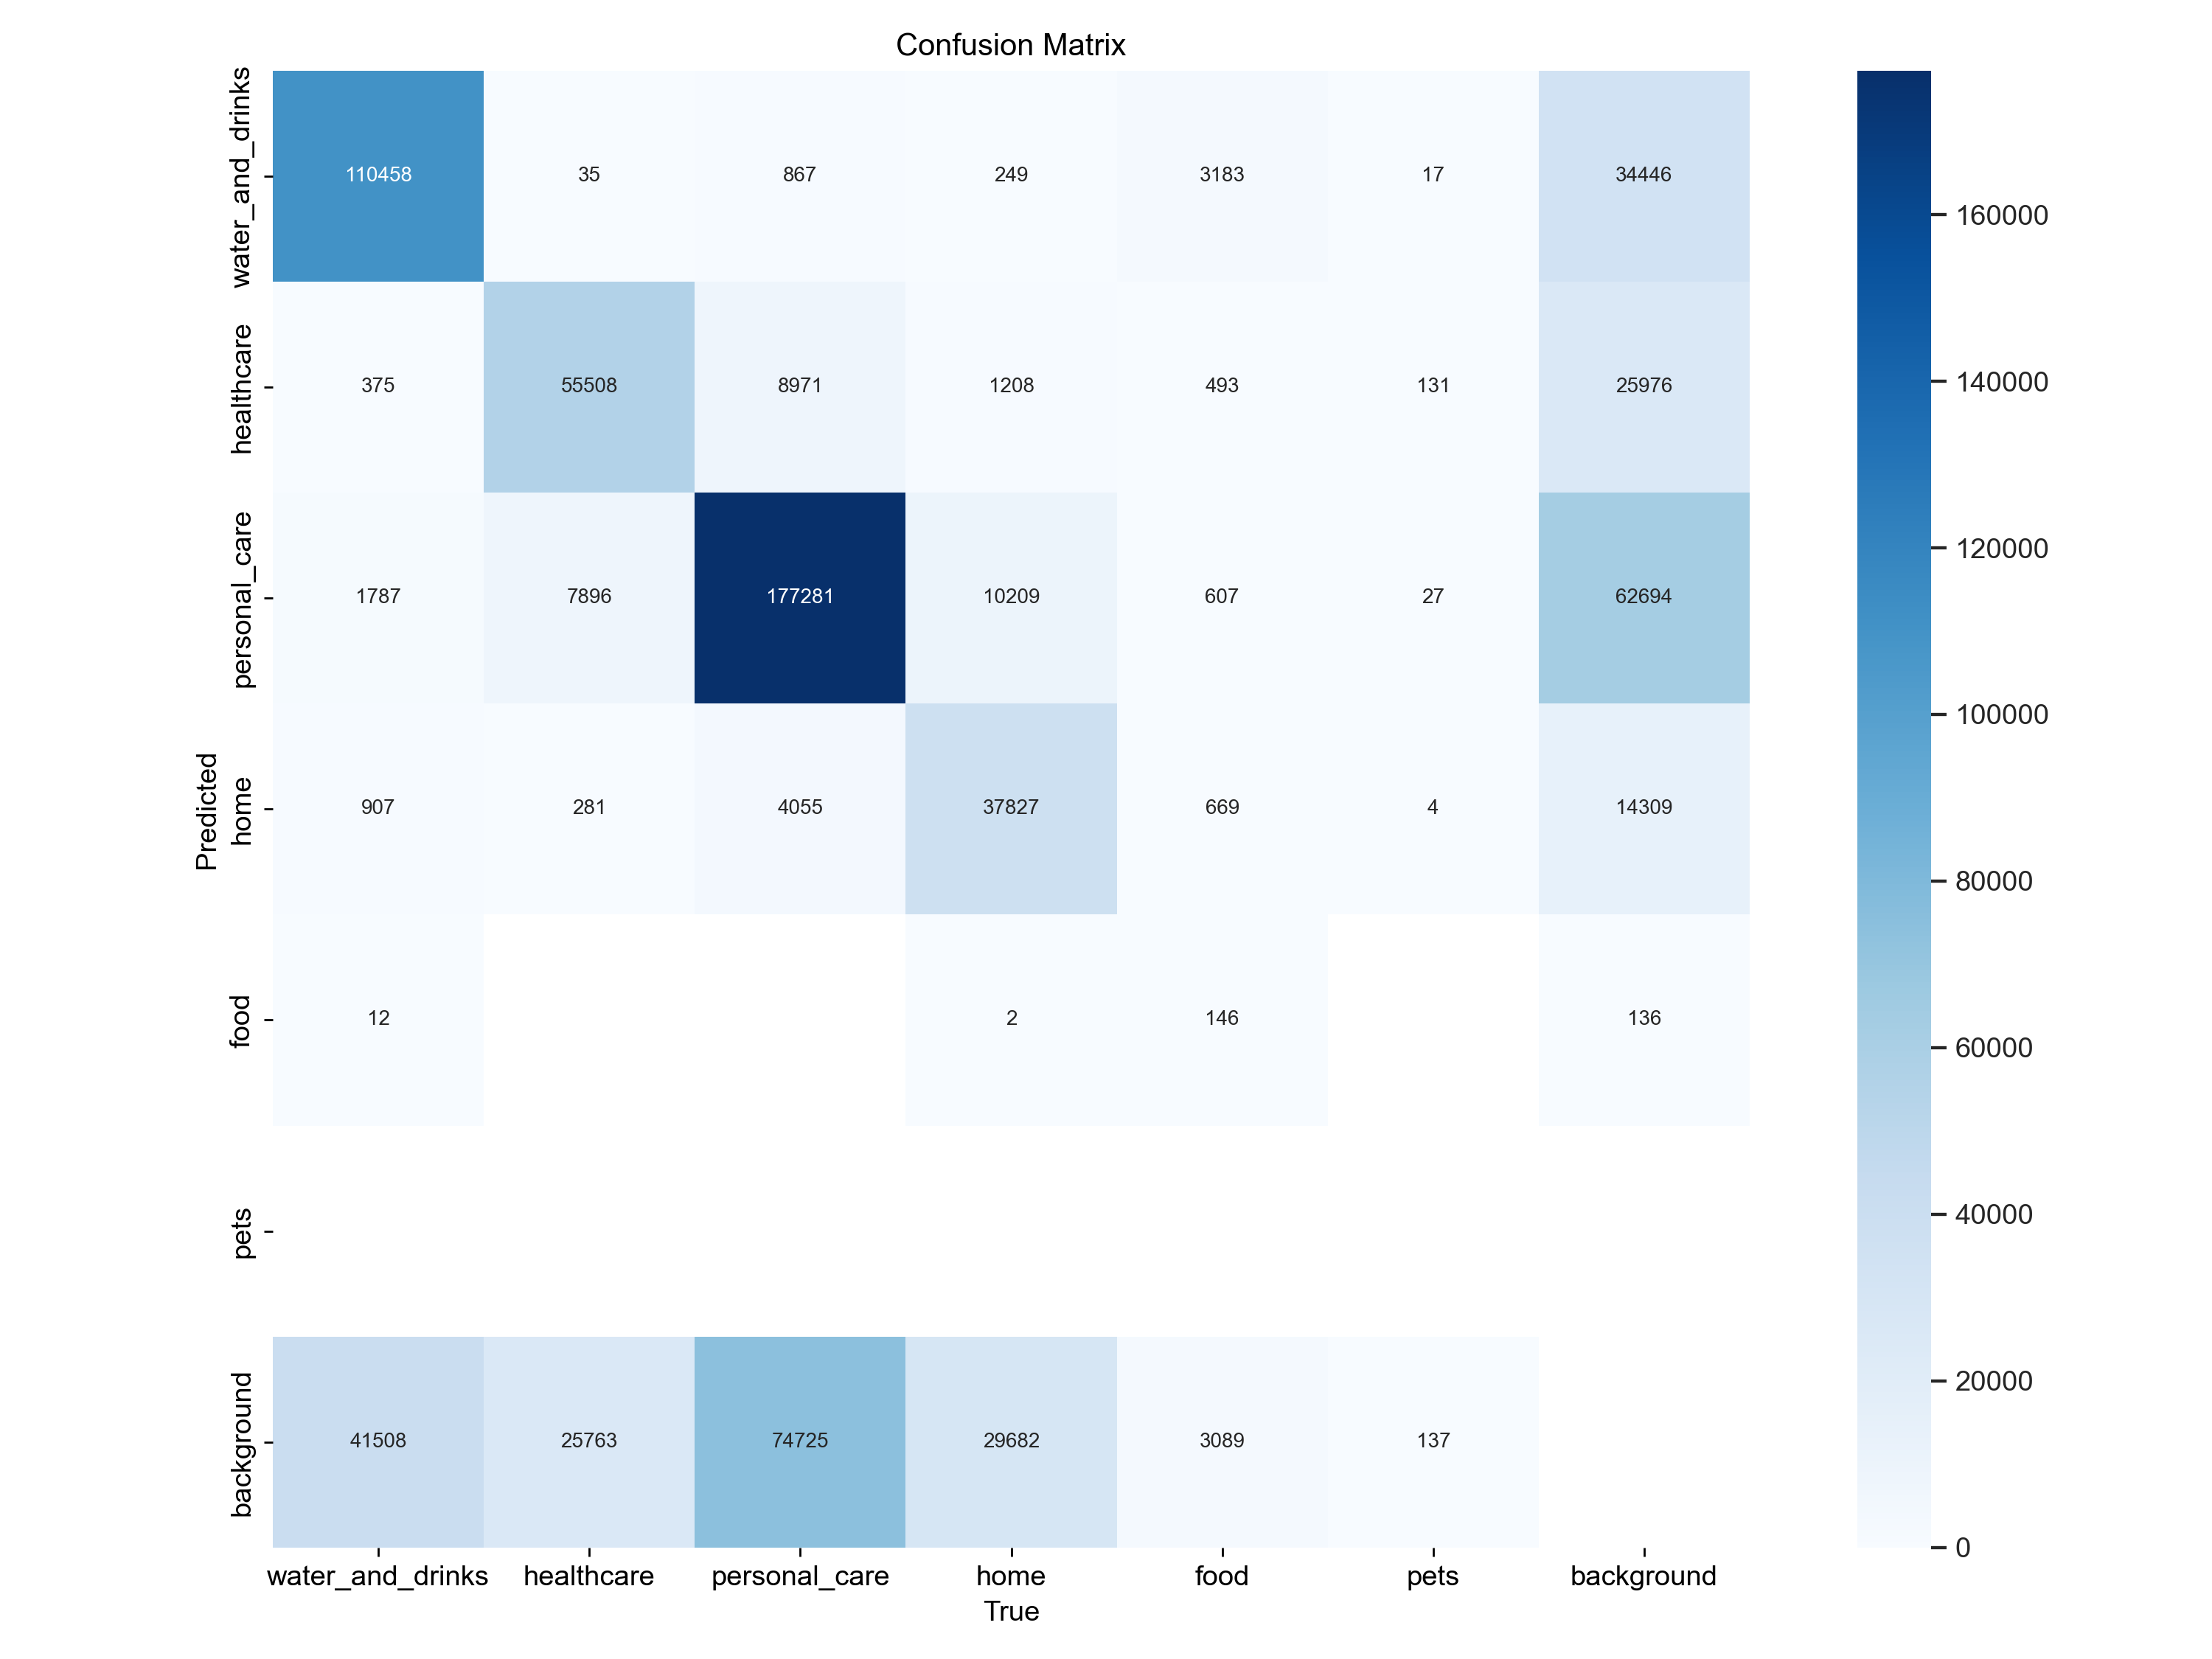 Confusion Matrix
water_and_drinks
110458 35 867 249 3183 17 34446
healthcare
375 55508 8971 1208 493 131 25976
personal_care
1787 7896 177281 10209 607 27 62694
home
907 281 4055 37827 669 4 14309
food
12 2 146 136
pets
background
41508 25763 74725 29682 3089 137
Predicted
water_and_drinks healthcare personal_care home food pets background
True
160000
140000
120000
100000
80000
60000
40000
20000
0